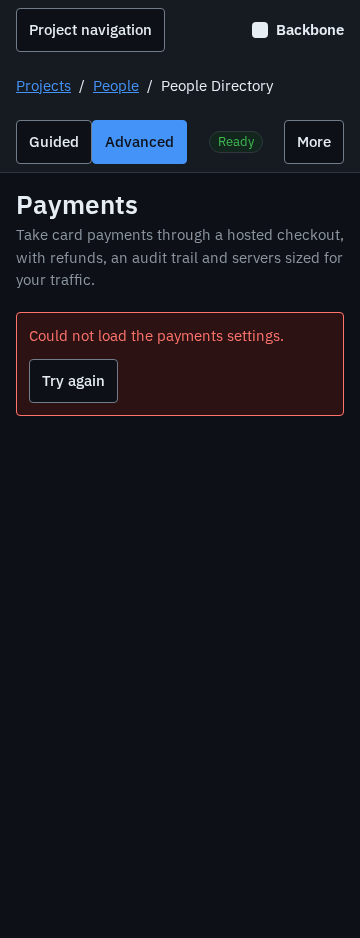 Project navigation
Backbone
Projects / People / People Directory
Guided
Advanced
Ready
More
Payments
Take card payments through a hosted checkout,
with refunds, an audit trail and servers sized for
your traffic.
Could not load the payments settings.
Try again